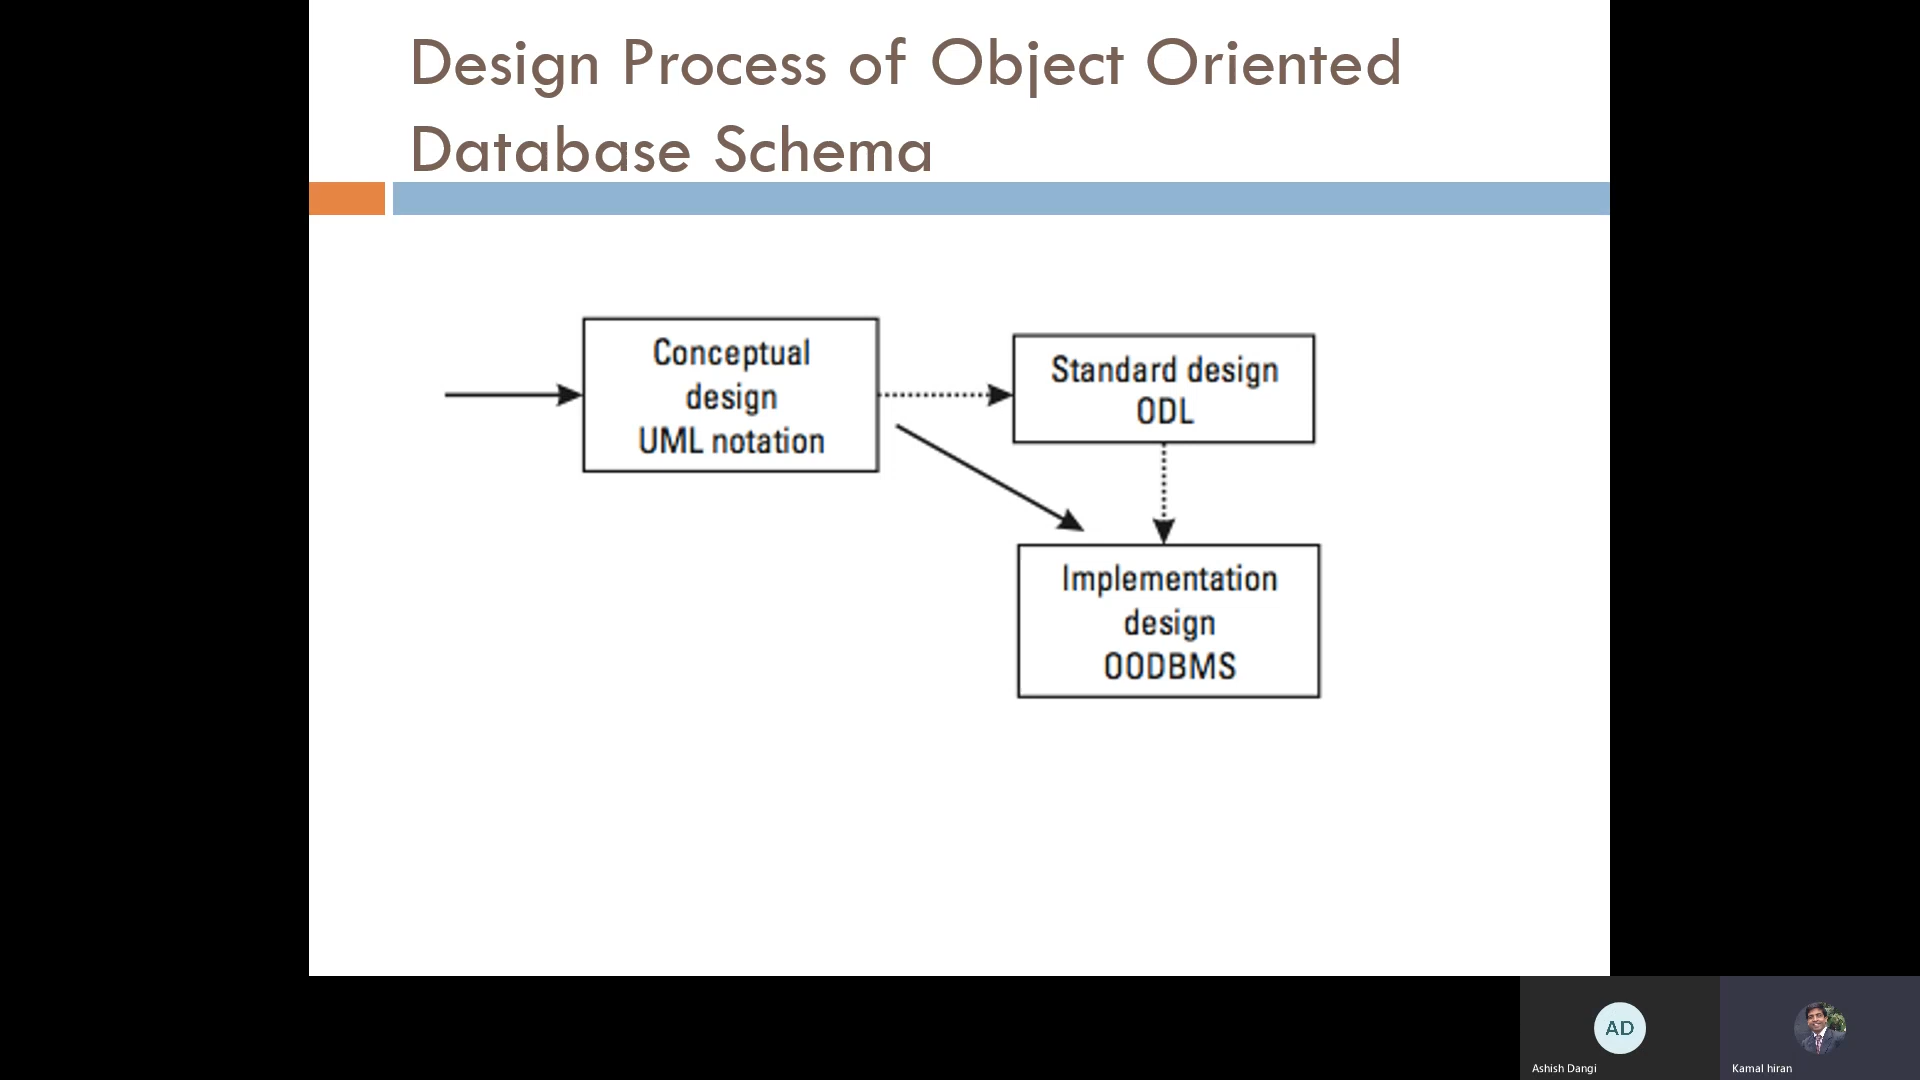 Design Process of Object Oriented
Database Schema
Conceptual
design
UML notation
Standard design
ODL
Implementation
design
OODBMS
AD
Ashish Dangi
Kamal hiran